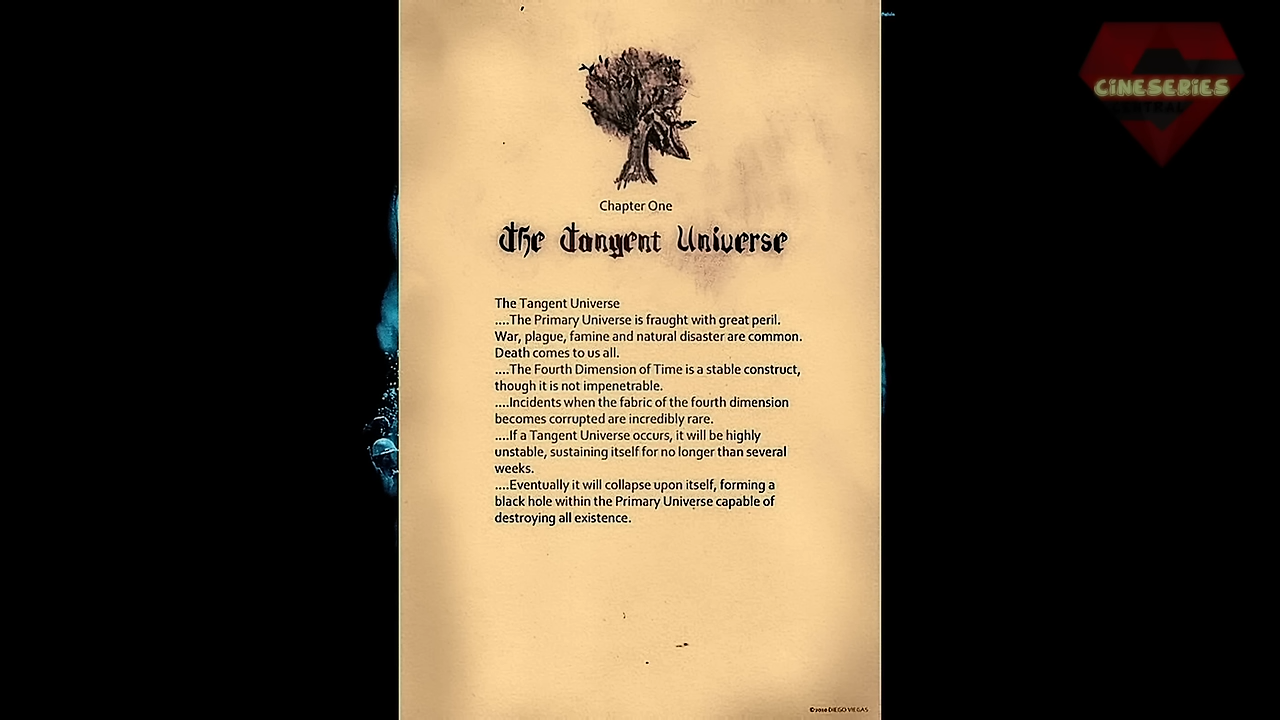 CINESERIES
CENTRAL
Chapter One
The Tangent Universe
The Tangent Universe
....The Primary Universe is fraught with great peril.
War, plague, famine and natural disaster are common.
Death comes to us all.
....The Fourth Dimension of Time is a stable construct,
though it is not impenetrable.
....Incidents when the fabric of the fourth dimension
becomes corrupted are incredibly rare.
....If a Tangent Universe occurs, it will be highly
unstable, sustaining itself for no longer than several
weeks.
....Eventually it will collapse upon itself, forming a
black hole within the Primary Universe capable of
destroying all existence.
DIEGO VIEGAS